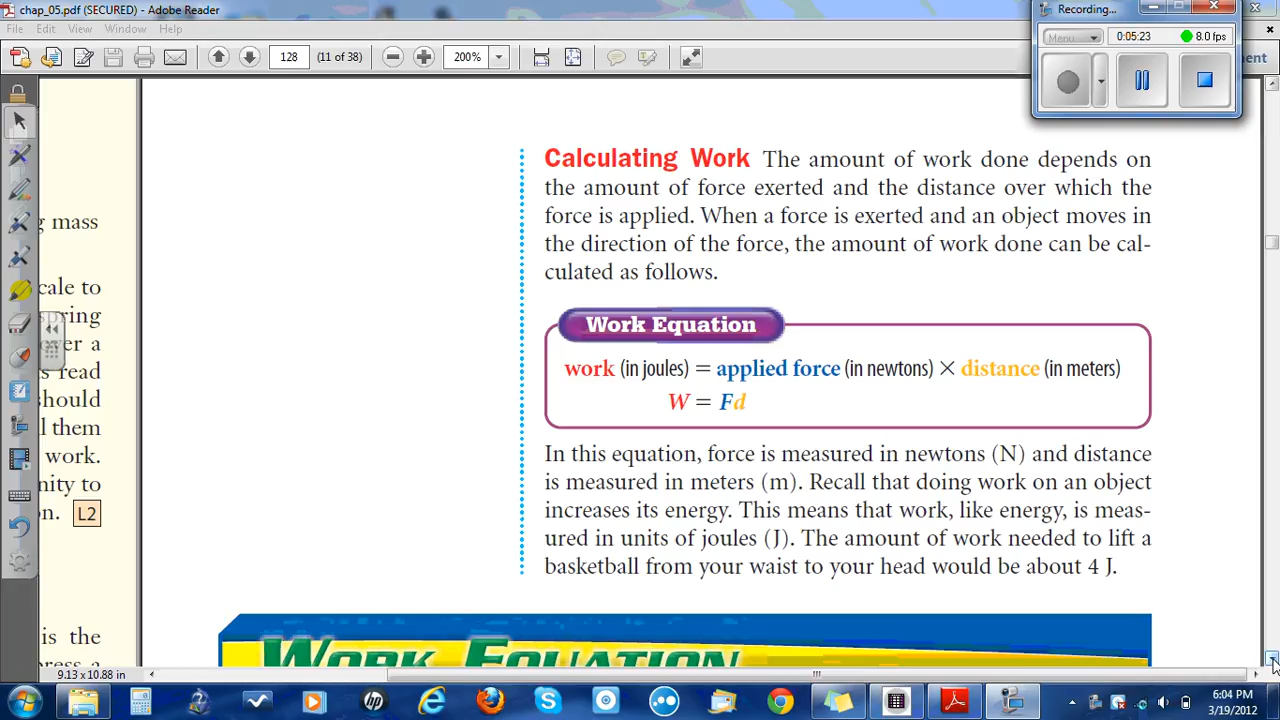 chap_05.pdf (SECURED) - Adobe Reader
File Edit View Window Help
128 (11 of 38) 200%
Recording...
Menu 0:05:23 8.0 fps
g mass
cale to
spring
over a
s read
should
l them
work.
nity to
on. L2
is the
press a
Calculating Work The amount of work done depends on
the amount of force exerted and the distance over which the
force is applied. When a force is exerted and an object moves in
the direction of the force, the amount of work done can be cal-
culated as follows.
Work Equation
work (in joules) = applied force (in newtons) × distance (in meters)
W = Fd
In this equation, force is measured in newtons (N) and distance
is measured in meters (m). Recall that doing work on an object
increases its energy. This means that work, like energy, is meas-
ured in units of joules (J). The amount of work needed to lift a
basketball from your waist to your head would be about 4 J.
WORK EQUATION
9.13 x 10.88 in
6:04 PM
3/19/2012